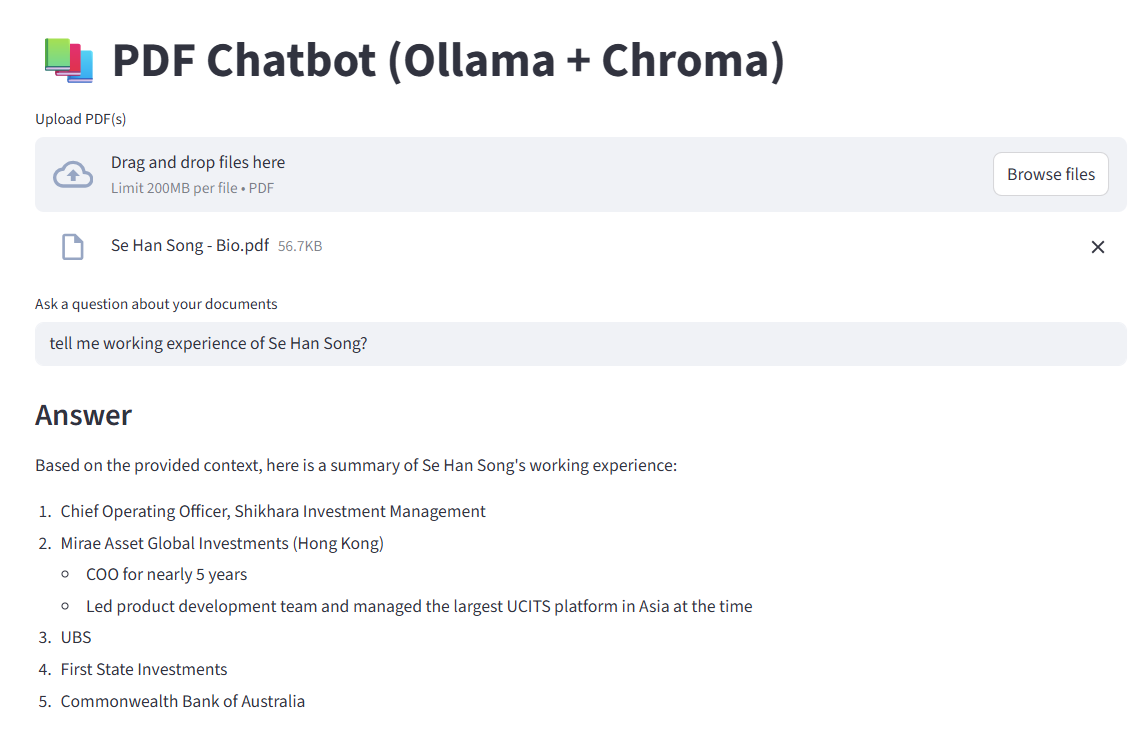 PDF Chatbot (Ollama + Chroma)
Upload PDF(s)
Drag and drop files here
Limit 200MB per file • PDF
Browse files
Se Han Song - Bio.pdf 56.7KB
Ask a question about your documents
tell me working experience of Se Han Song?
Answer
Based on the provided context, here is a summary of Se Han Song's working experience:
1. Chief Operating Officer, Shikhara Investment Management
2. Mirae Asset Global Investments (Hong Kong)
○ COO for nearly 5 years
○ Led product development team and managed the largest UCITS platform in Asia at the time
3. UBS
4. First State Investments
5. Commonwealth Bank of Australia